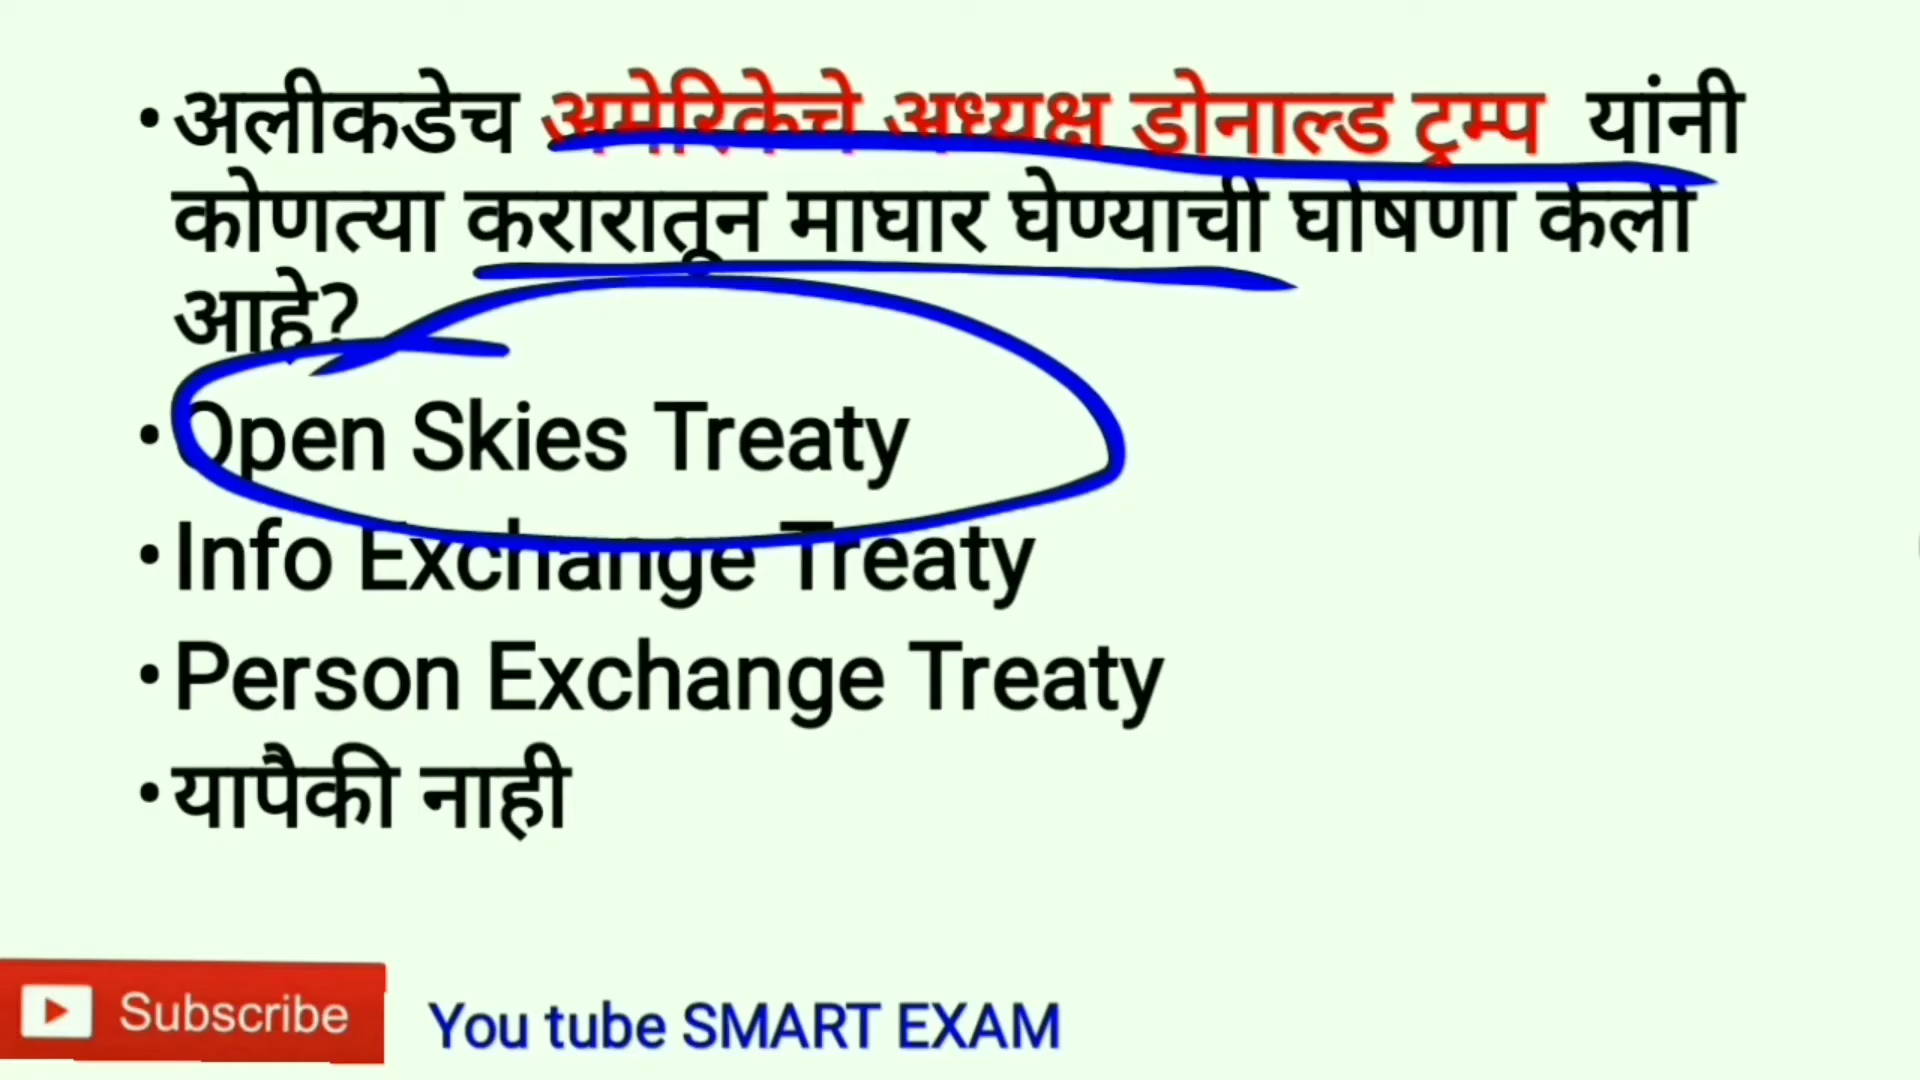 • अलीकडेच अमेरिकेचे अध्यक्ष डोनाल्ड ट्रम्प यांनी
कोणत्या करारातून माघार घेण्याची घोषणा केली
आहे?
• Open Skies Treaty
• Info Exchange Treaty
• Person Exchange Treaty
• यापैकी नाही
Subscribe
You tube SMART EXAM